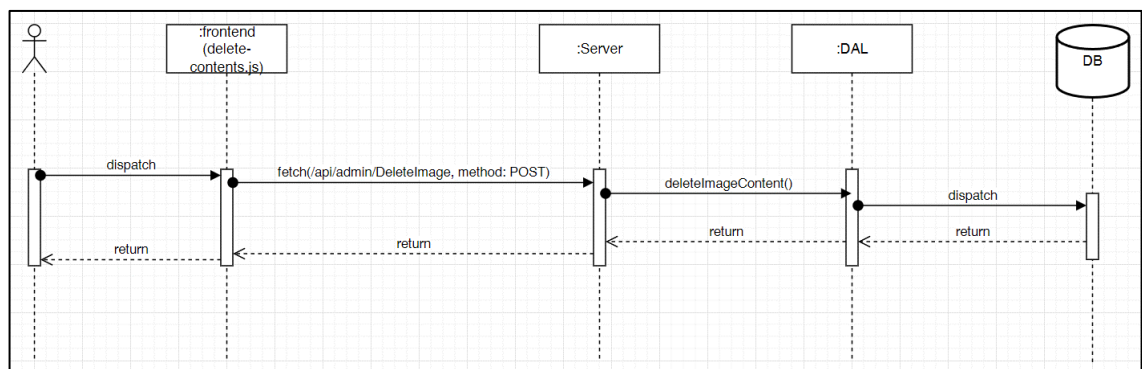 :frontend
(delete-
contents.js)
:Server
:DAL
DB
dispatch
fetch(/api/admin/DeleteImage, method: POST)
deleteImageContent()
dispatch
return
return
return
return